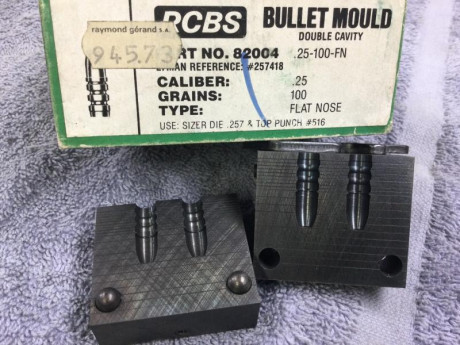 raymond gérand s.a.
945.73
RCBS
BULLET MOULD
DOUBLE CAVITY
RT NO. 82004 .25-100-FN
LYMAN REFERENCE: #257418
CALIBER: .25
GRAINS: 100
TYPE: FLAT NOSE
USE: SIZER DIE .257 & TOP PUNCH #516